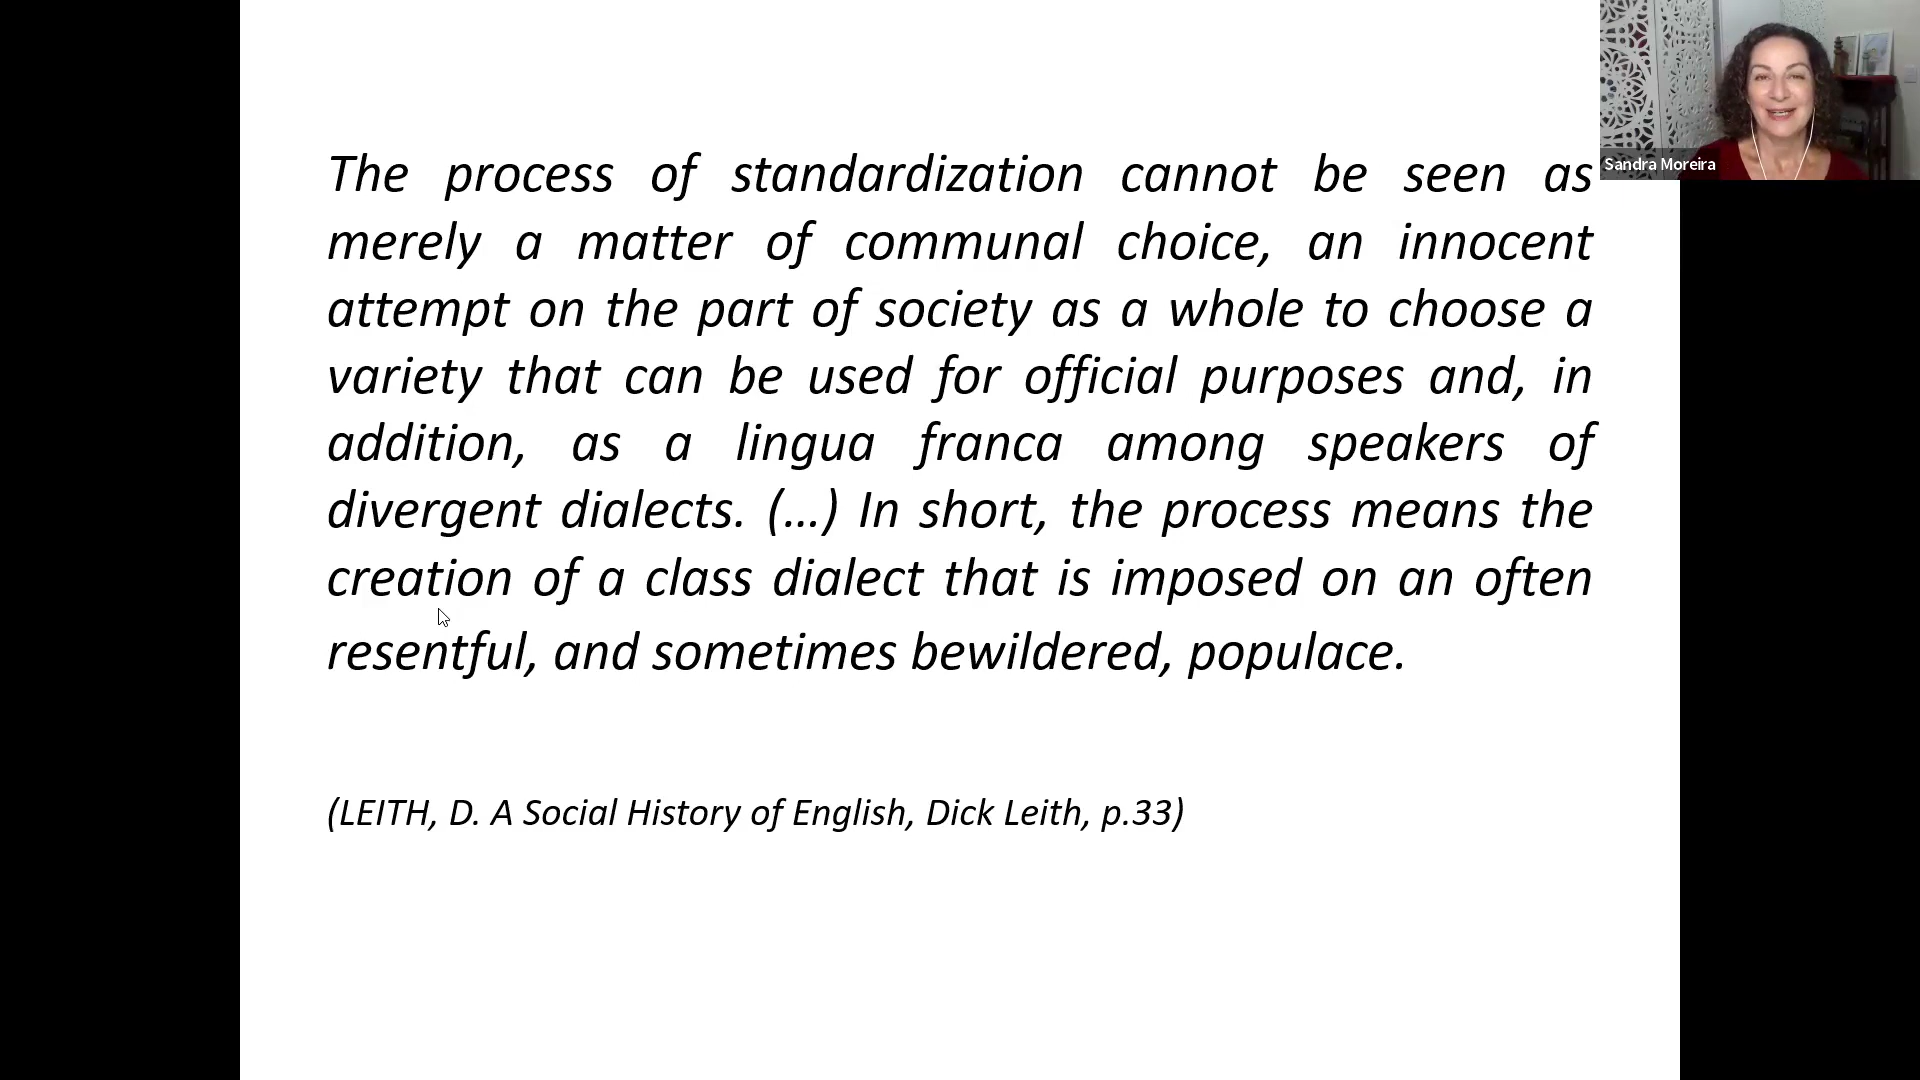 The process of standardization cannot be seen as
merely a matter of communal choice, an innocent
attempt on the part of society as a whole to choose a
variety that can be used for official purposes and, in
addition, as a lingua franca among speakers of
divergent dialects. (…) In short, the process means the
creation of a class dialect that is imposed on an often
resentful, and sometimes bewildered, populace.
(LEITH, D. A Social History of English, Dick Leith, p.33)
Sandra Moreira